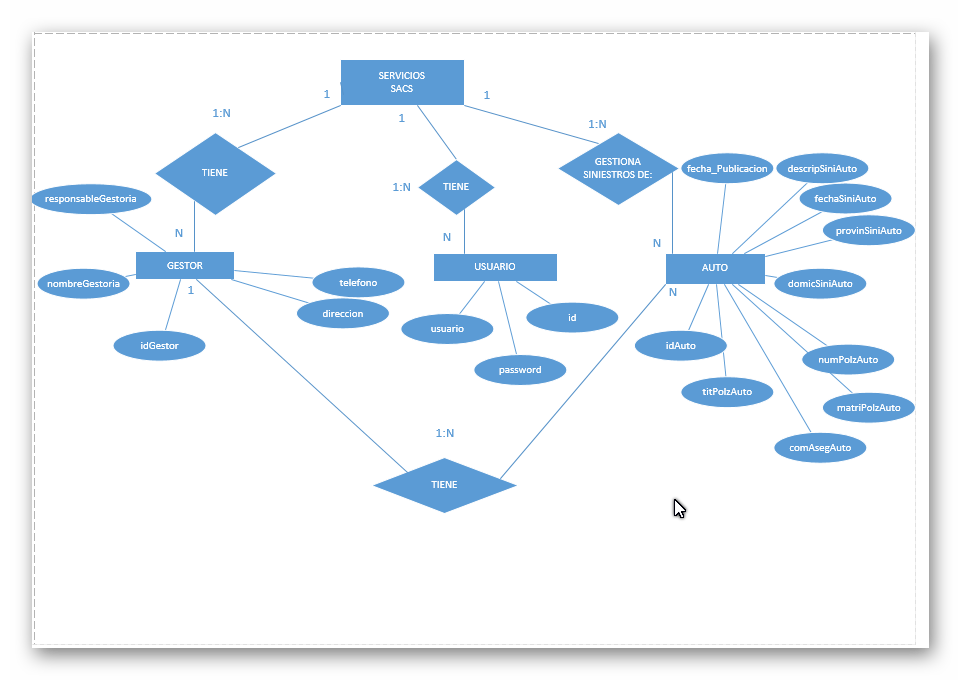 SERVICIOS
SACS
1
1
1
1:N
1:N
TIENE
1:N
TIENE
GESTIONA
SINIESTROS DE:
fecha_Publicacion
descripSiniAuto
responsableGestoria
fechaSiniAuto
provinSiniAuto
N
N
N
GESTOR
USUARIO
AUTO
nombreGestoria
telefono
domicSiniAuto
1
N
direccion
id
usuario
idGestor
idAuto
numPolzAuto
password
titPolzAuto
matriPolzAuto
1:N
comAsegAuto
TIENE